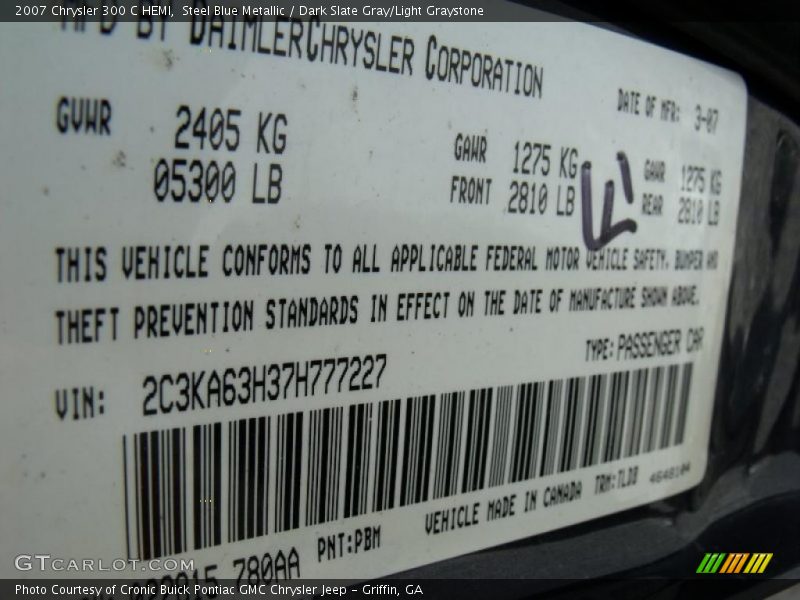 2007 Chrysler 300 C HEMI, Steel Blue Metallic / Dark Slate Gray/Light Graystone
MFD BY DAIMLERCHRYSLER CORPORATION
DATE OF MFR: 3-07
GVWR 2405 KG GAWR 1275 KG GAWR 1275 KG
05300 LB FRONT 2810 LB REAR 2810 LB
THIS VEHICLE CONFORMS TO ALL APPLICABLE FEDERAL MOTOR VEHICLE SAFETY, BUMPER AND
THEFT PREVENTION STANDARDS IN EFFECT ON THE DATE OF MANUFACTURE SHOWN ABOVE.
TYPE: PASSENGER CAR
VIN: 2C3KA63H37H777227
VEHICLE MADE IN CANADA TRM:TLD8 4648104
PNT:PBM
780AA
GTCARLOT.COM
Photo Courtesy of Cronic Buick Pontiac GMC Chrysler Jeep - Griffin, GA